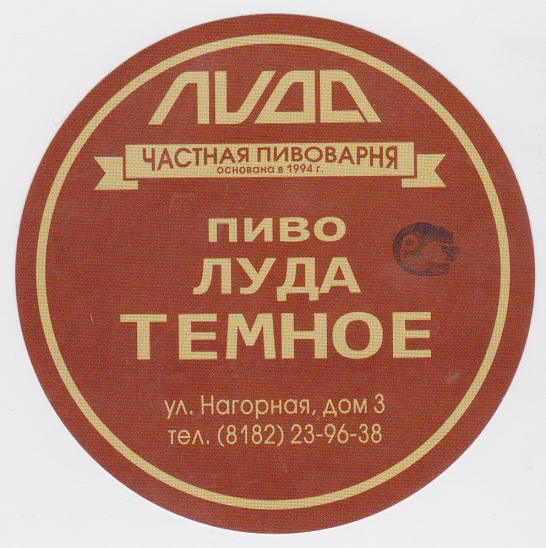 ЛУДА
ЧАСТНАЯ ПИВОВАРНЯ
основана в 1994 г.
ПИВО
ЛУДА
ТЕМНОЕ
ул. Нагорная, дом 3
тел. (8182) 23-96-38